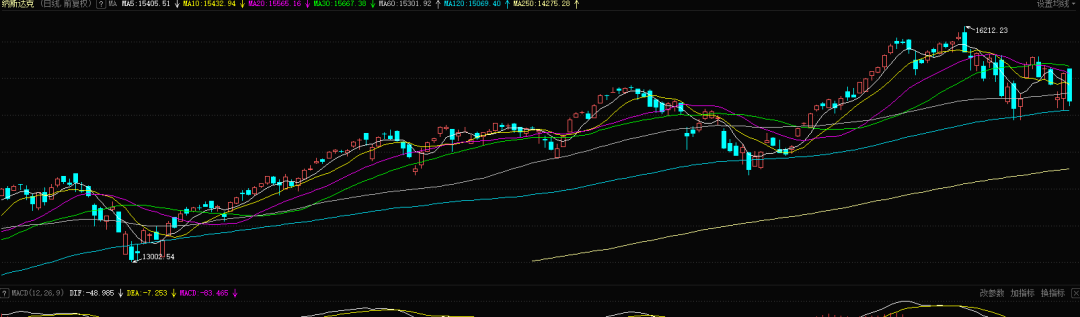 纳斯达克 (日线,前复权) ? MA MA5:15405.51 ↓ MA10:15432.94 ↓ MA20:15565.16 ↓ MA30:15667.38 ↓ MA60:15301.92 ↑ MA120:15069.40 ↑ MA250:14275.28 ↑ 设置均线
16212.23
13002.54
? MACD(12,26,9) DIF:-48.985 ↓ DEA:-7.253 ↓ MACD:-83.465 ↓ 改参数 加指标 换指标 X